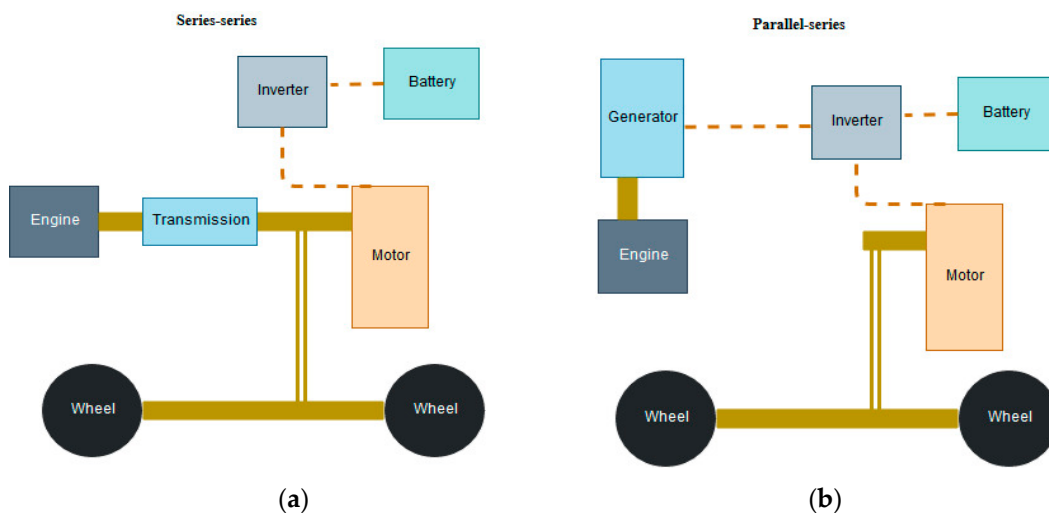 Series-series
Inverter
Battery
Engine
Transmission
Motor
Wheel
Wheel
(a)
Parallel-series
Generator
Inverter
Battery
Engine
Motor
Wheel
Wheel
(b)